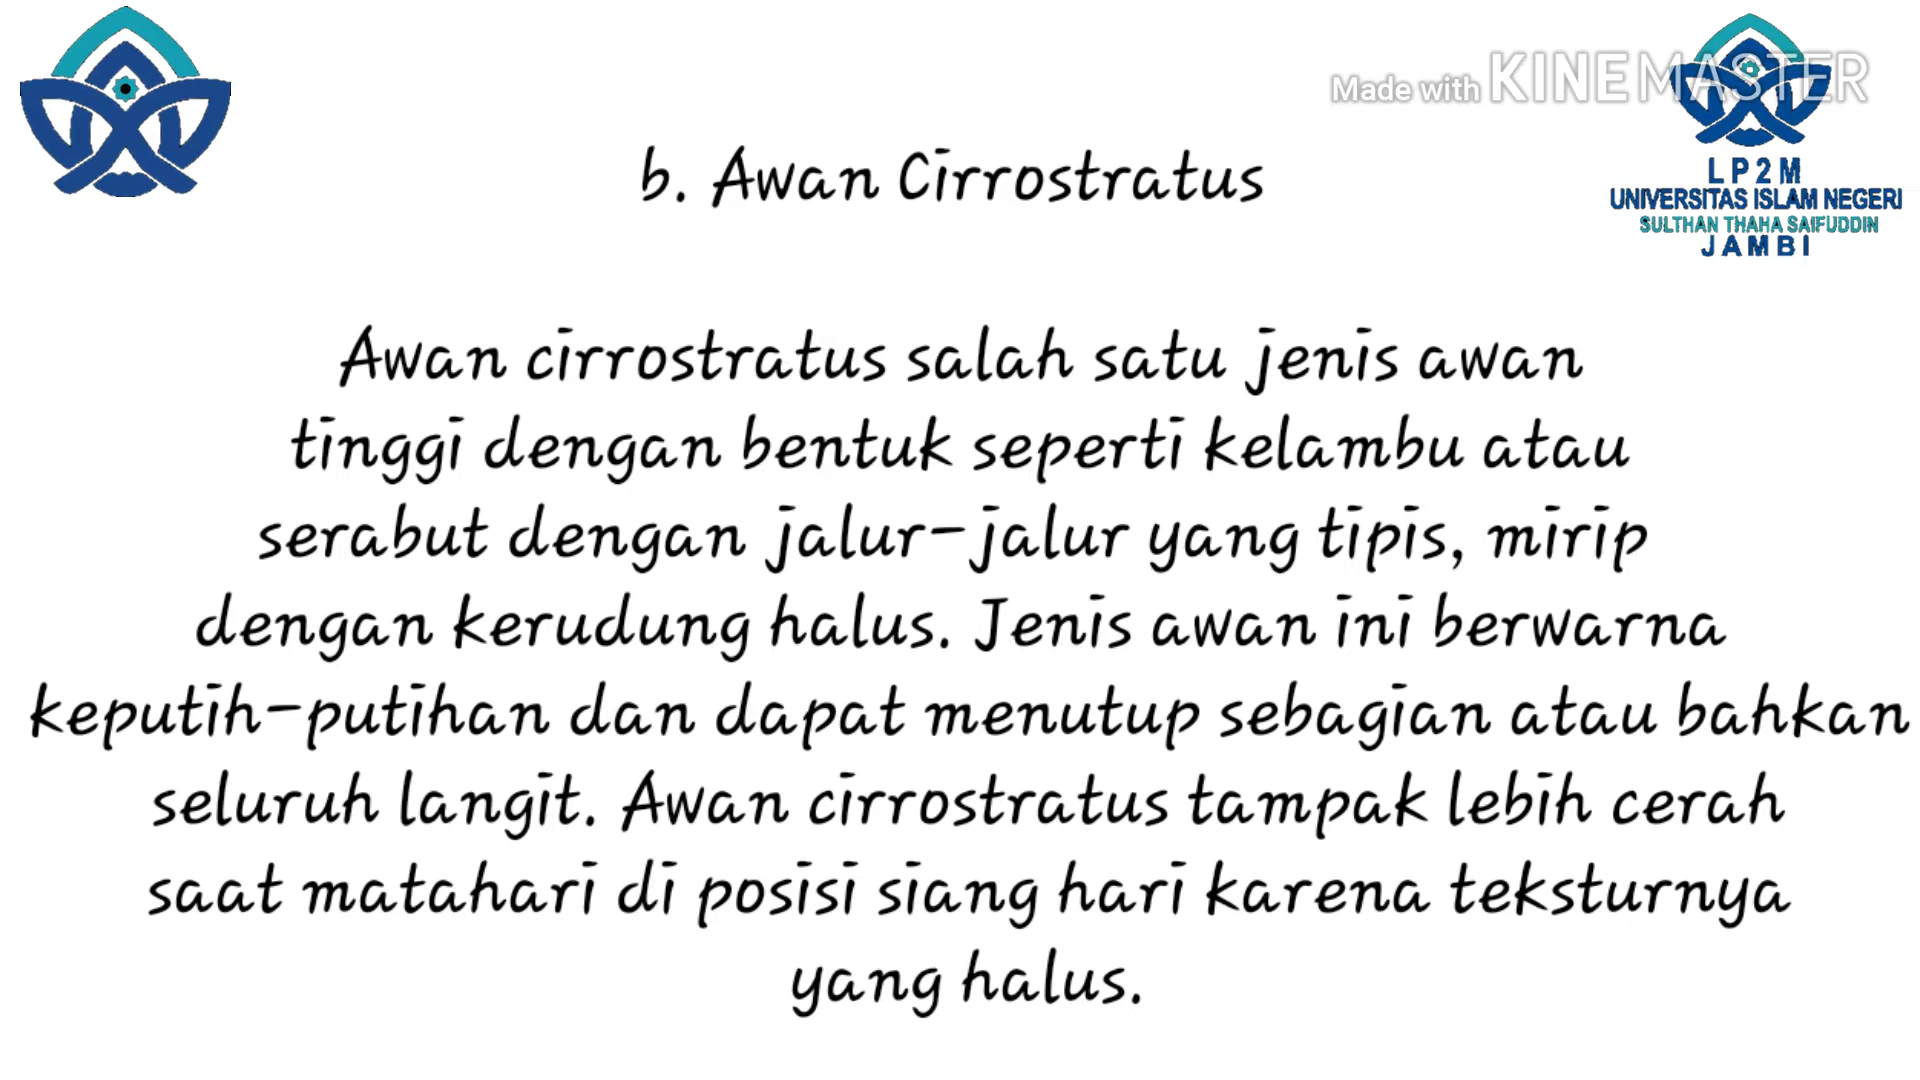 Made with KINEMASTER
LP2M
UNIVERSITAS ISLAM NEGERI
SULTHAN THAHA SAIFUDDIN
JAMBI
b. Awan Cirrostratus
Awan cirrostratus salah satu jenis awan
tinggi dengan bentuk seperti kelambu atau
serabut dengan jalur-jalur yang tipis, mirip
dengan kerudung halus. Jenis awan ini berwarna
keputih-putihan dan dapat menutup sebagian atau bahkan
seluruh langit. Awan cirrostratus tampak lebih cerah
saat matahari di posisi siang hari karena teksturnya
yang halus.